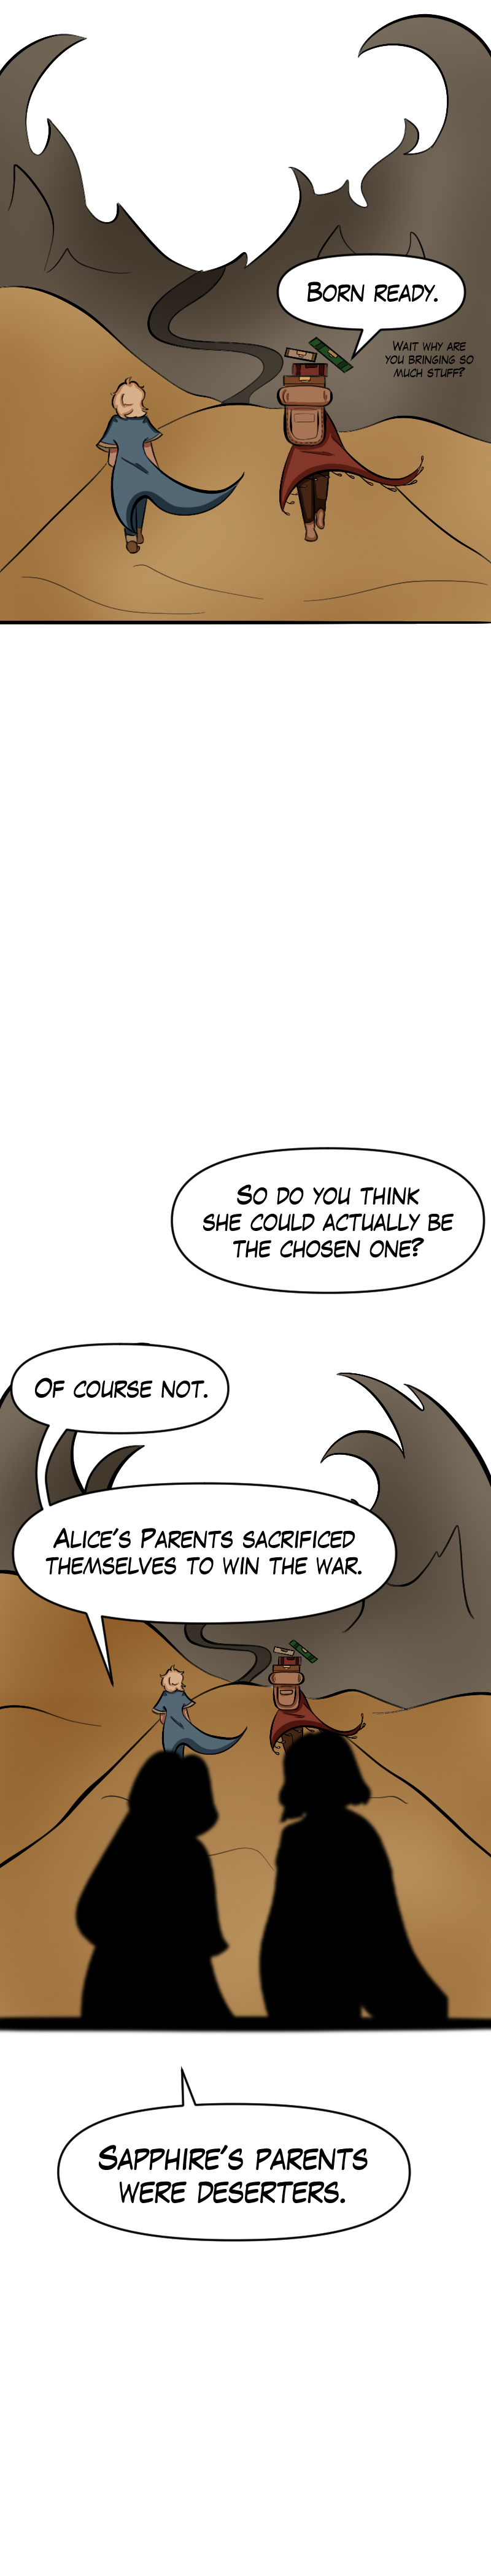 Born ready.
Wait why are
you bringing so
much stuff?
So do you think
she could actually be
the chosen one?
Of course not.
Alice's Parents sacrificed
themselves to win the war.
Sapphire's parents
were deserters.